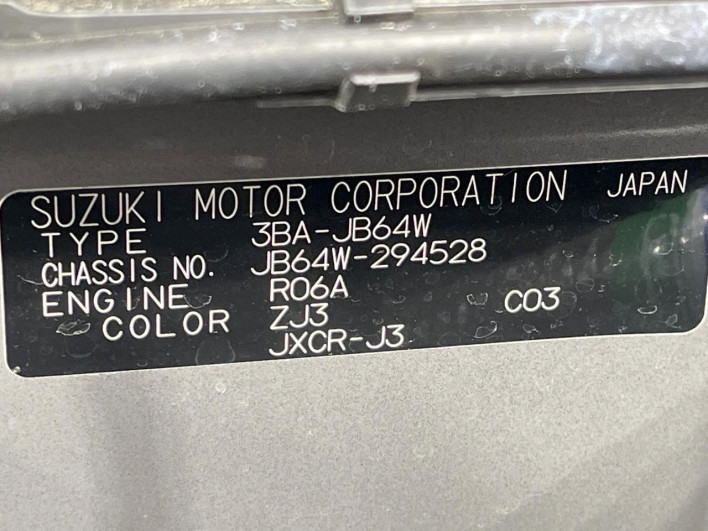 SUZUKI MOTOR CORPORATION JAPAN
TYPE 3BA-JB64W
CHASSIS NO. JB64W-294528
ENGINE R06A
COLOR ZJ3 C03
JXCR-J3